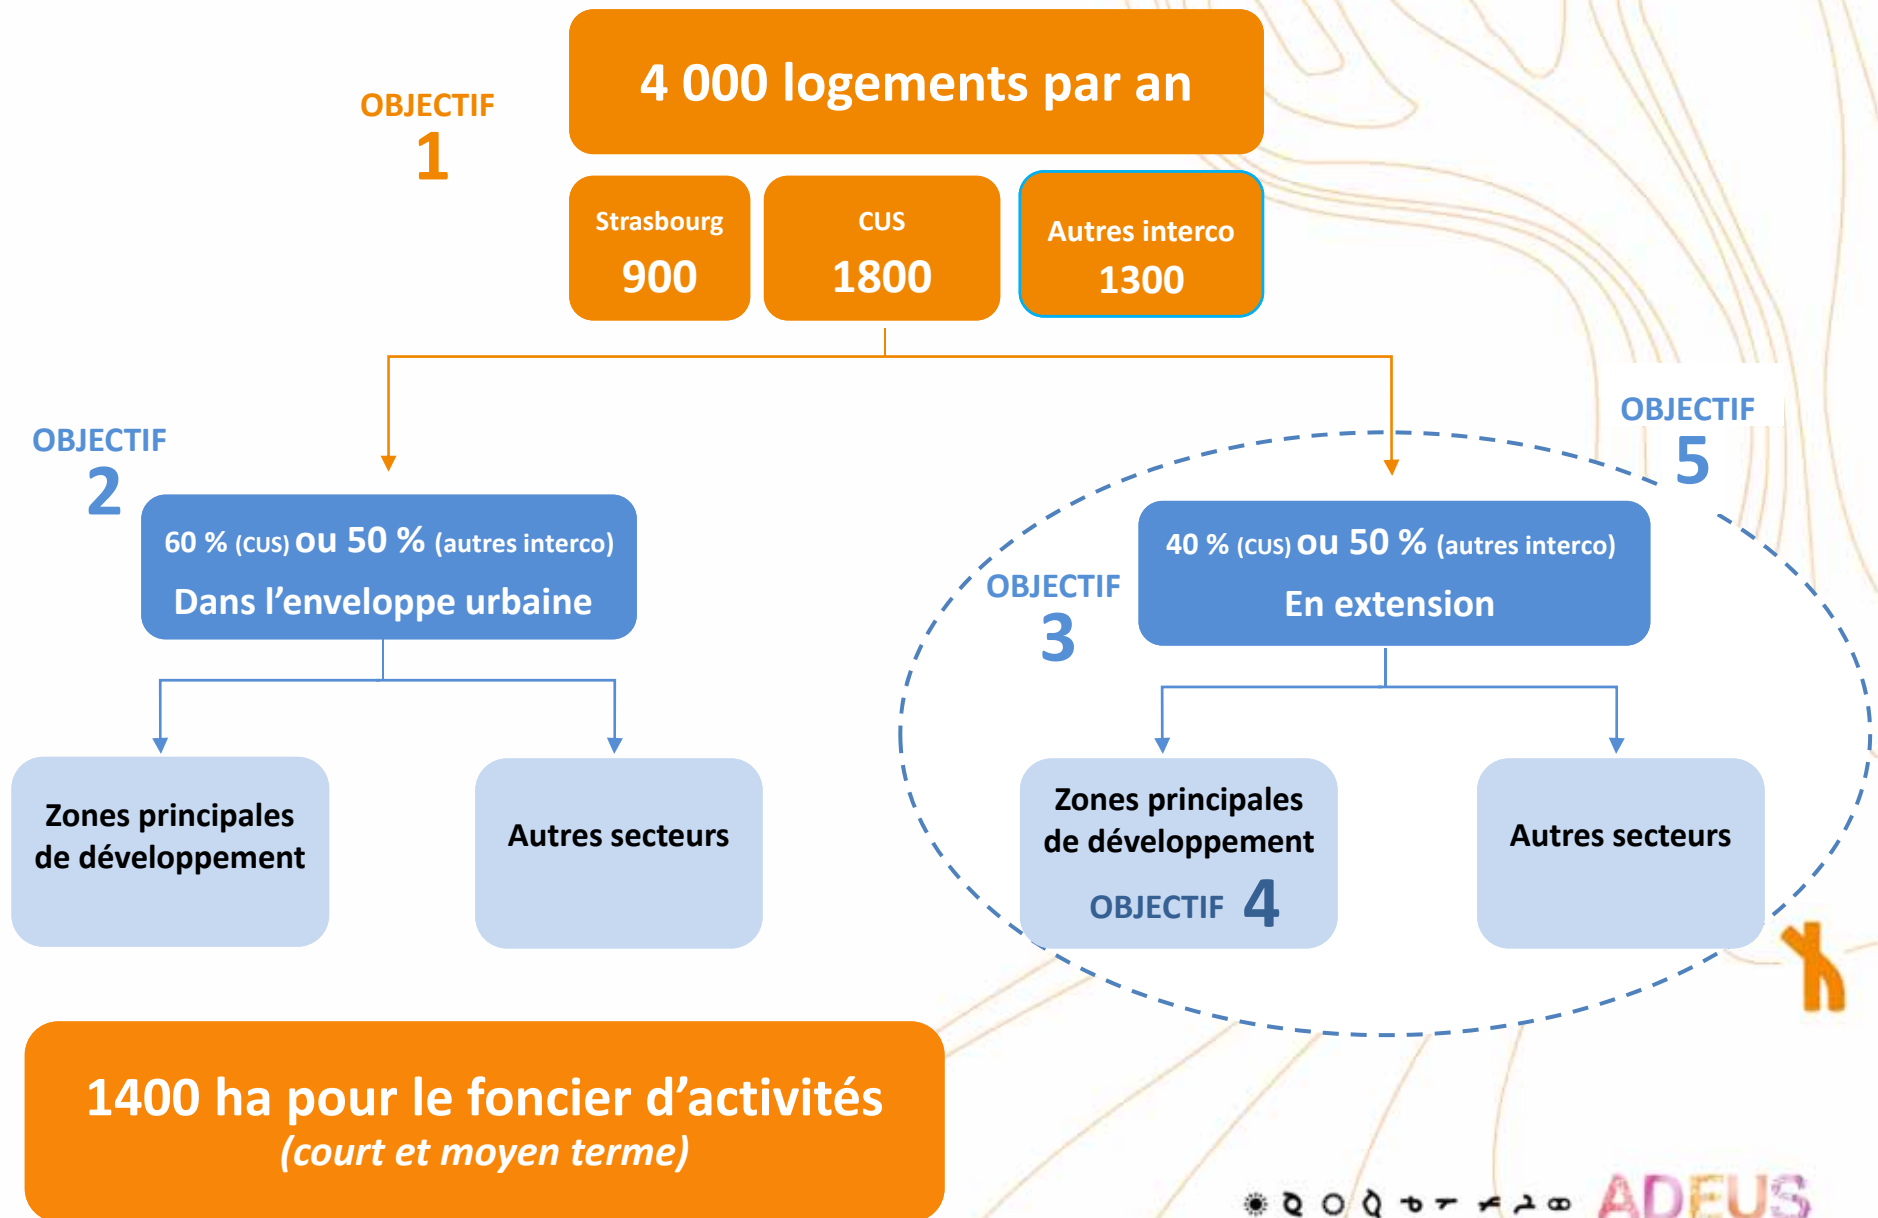 4 000 logements par an
OBJECTIF
1
Strasbourg
900
CUS
1800
Autres interco
1300
OBJECTIF
2
60 % (CUS) ou 50 % (autres interco)
Dans l’enveloppe urbaine
Zones principales
de développement
Autres secteurs
OBJECTIF
5
OBJECTIF
3
40 % (CUS) ou 50 % (autres interco)
En extension
Zones principales
de développement
OBJECTIF 4
Autres secteurs
1400 ha pour le foncier d’activités
(court et moyen terme)
ADEUS